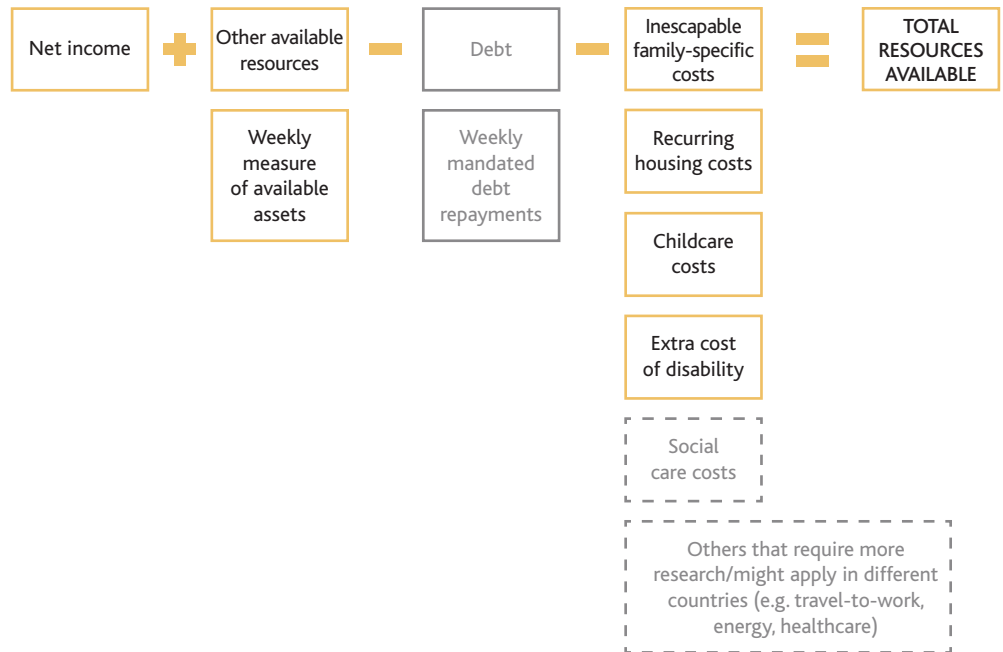 Net income
Other available
resources
Debt
Inescapable
family-specific
costs
TOTAL
RESOURCES
AVAILABLE
Weekly
measure
of available
assets
Weekly
mandated
debt
repayments
Recurring
housing costs
Childcare
costs
Extra cost
of disability
Social
care costs
Others that require more
research/might apply in different
countries (e.g. travel-to-work,
energy, healthcare)